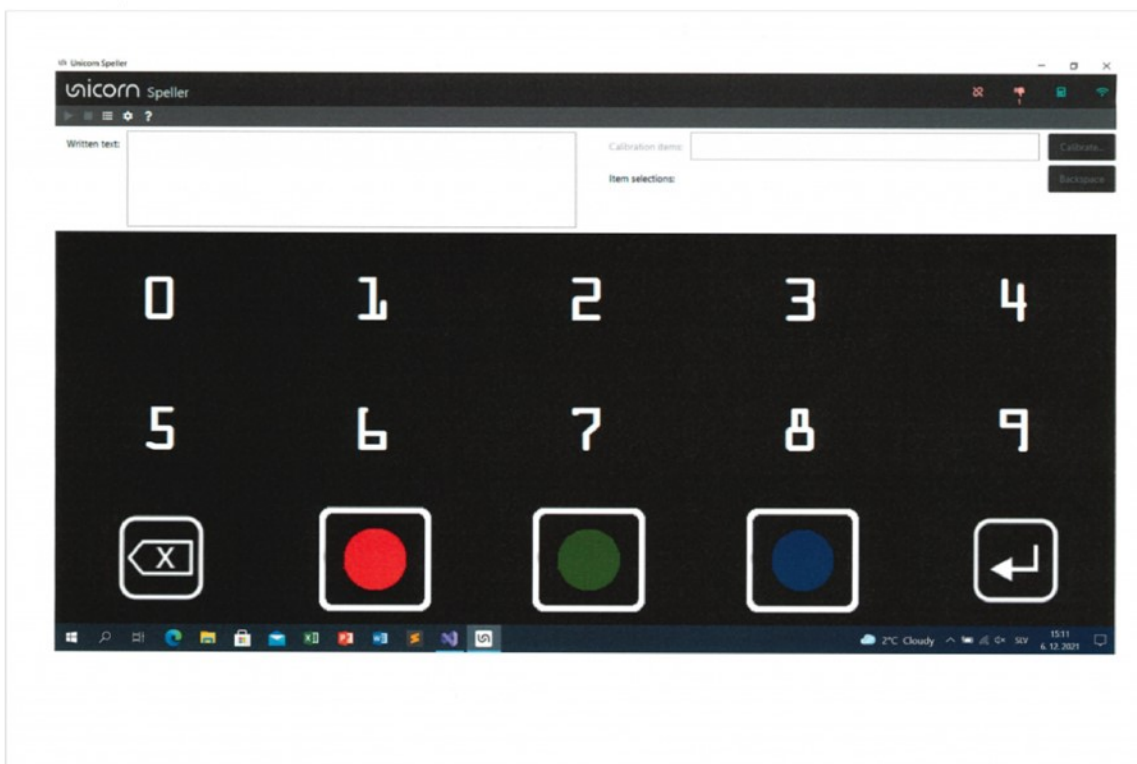 Unicorn Speller
unicorn Speller
1
?
Written text:
Calibration items:
Calibrate...
Item selections:
Backspace
0 1 2 3 4
5 6 7 8 9
X
2°C Cloudy
SLV
15:11
6. 12. 2021